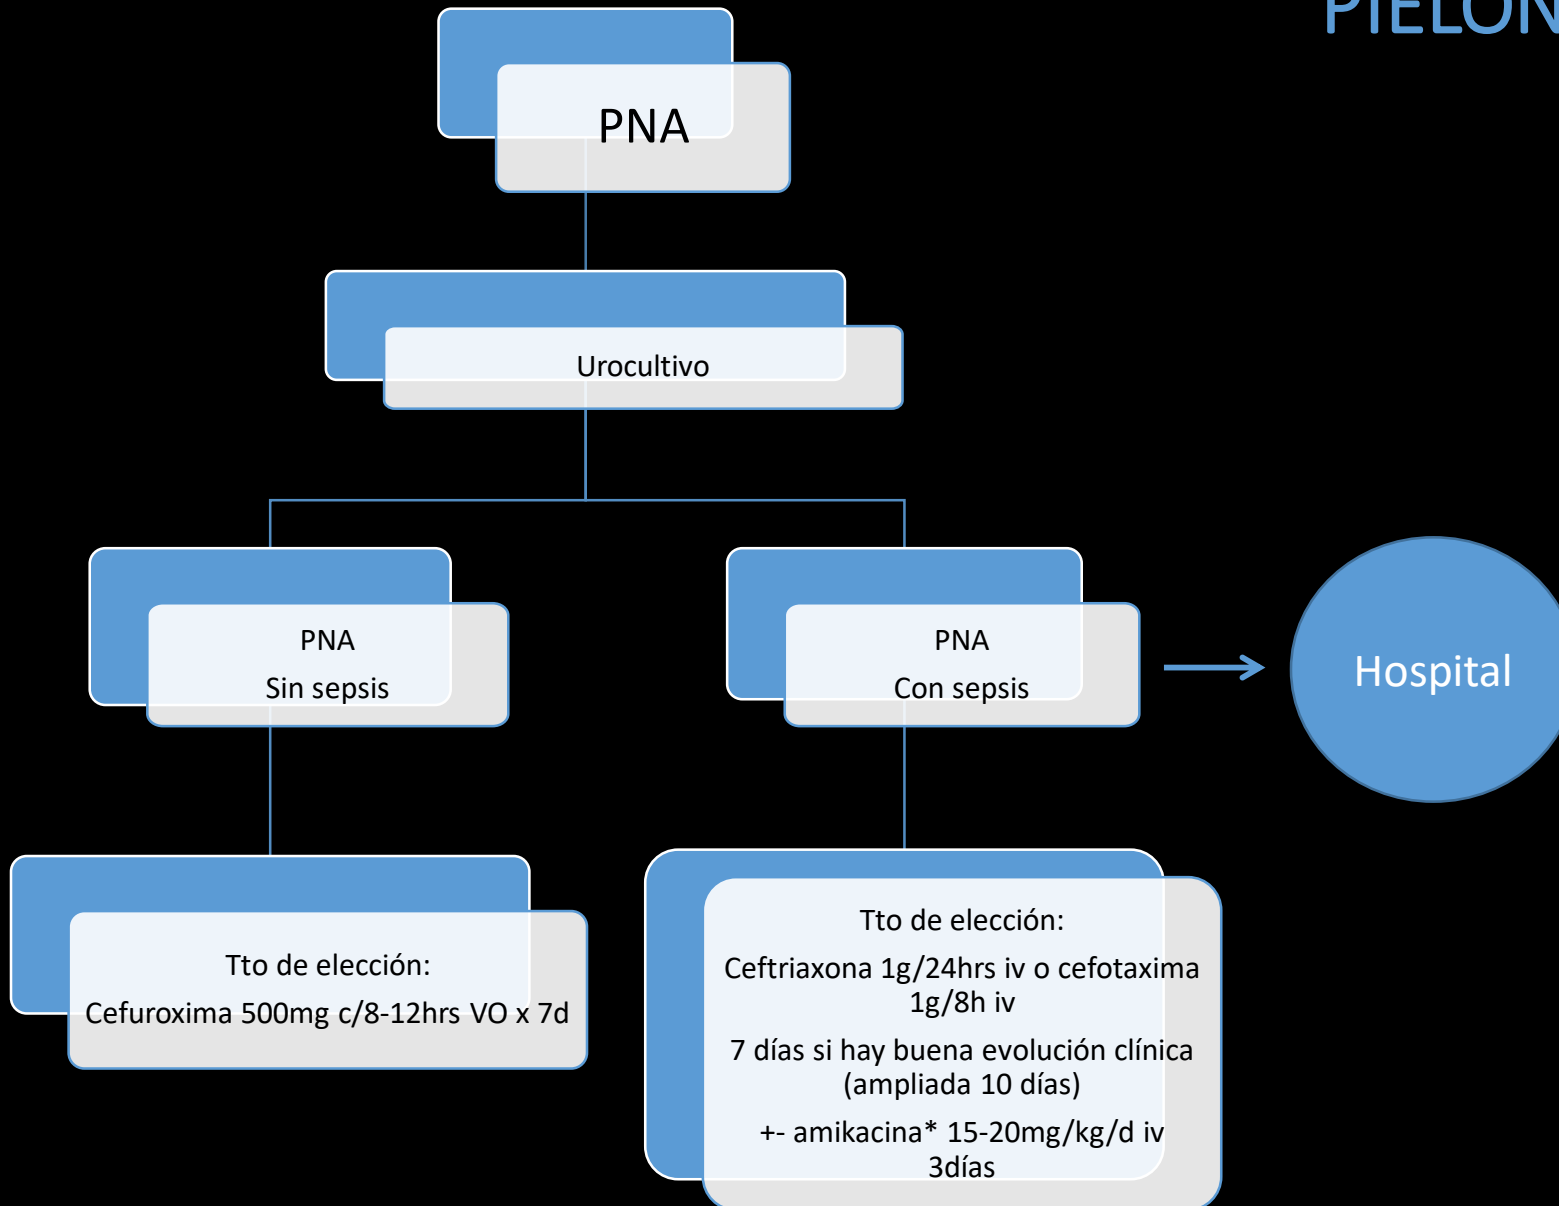 PIELON
PNA
Urocultivo
PNA
Sin sepsis
PNA
Con sepsis
Hospital
Tto de elección:
Cefuroxima 500mg c/8-12hrs VO x 7d
Tto de elección:
Ceftriaxona 1g/24hrs iv o cefotaxima
1g/8h iv
7 días si hay buena evolución clínica
(ampliada 10 días)
+- amikacina* 15-20mg/kg/d iv
3días